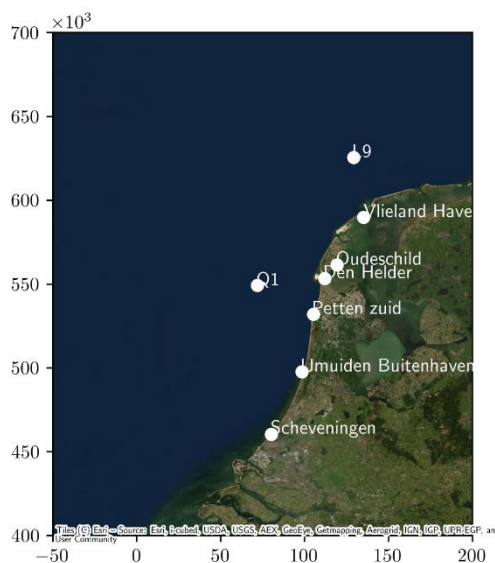 ×10³
700
650
L9
600
Vlieland Have
Oudeschild
Den Helder
550
Q1
Petten zuid
500
IJmuiden Buitenhaven
450
Scheveningen
400
Tiles (C) Esri -- Source: Esri, i-cubed, USDA, USGS, AEX, GeoEye, Getmapping, Aerogrid, IGN, IGP, UPR-EGP, an
User Community
−50 0 50 100 150 200